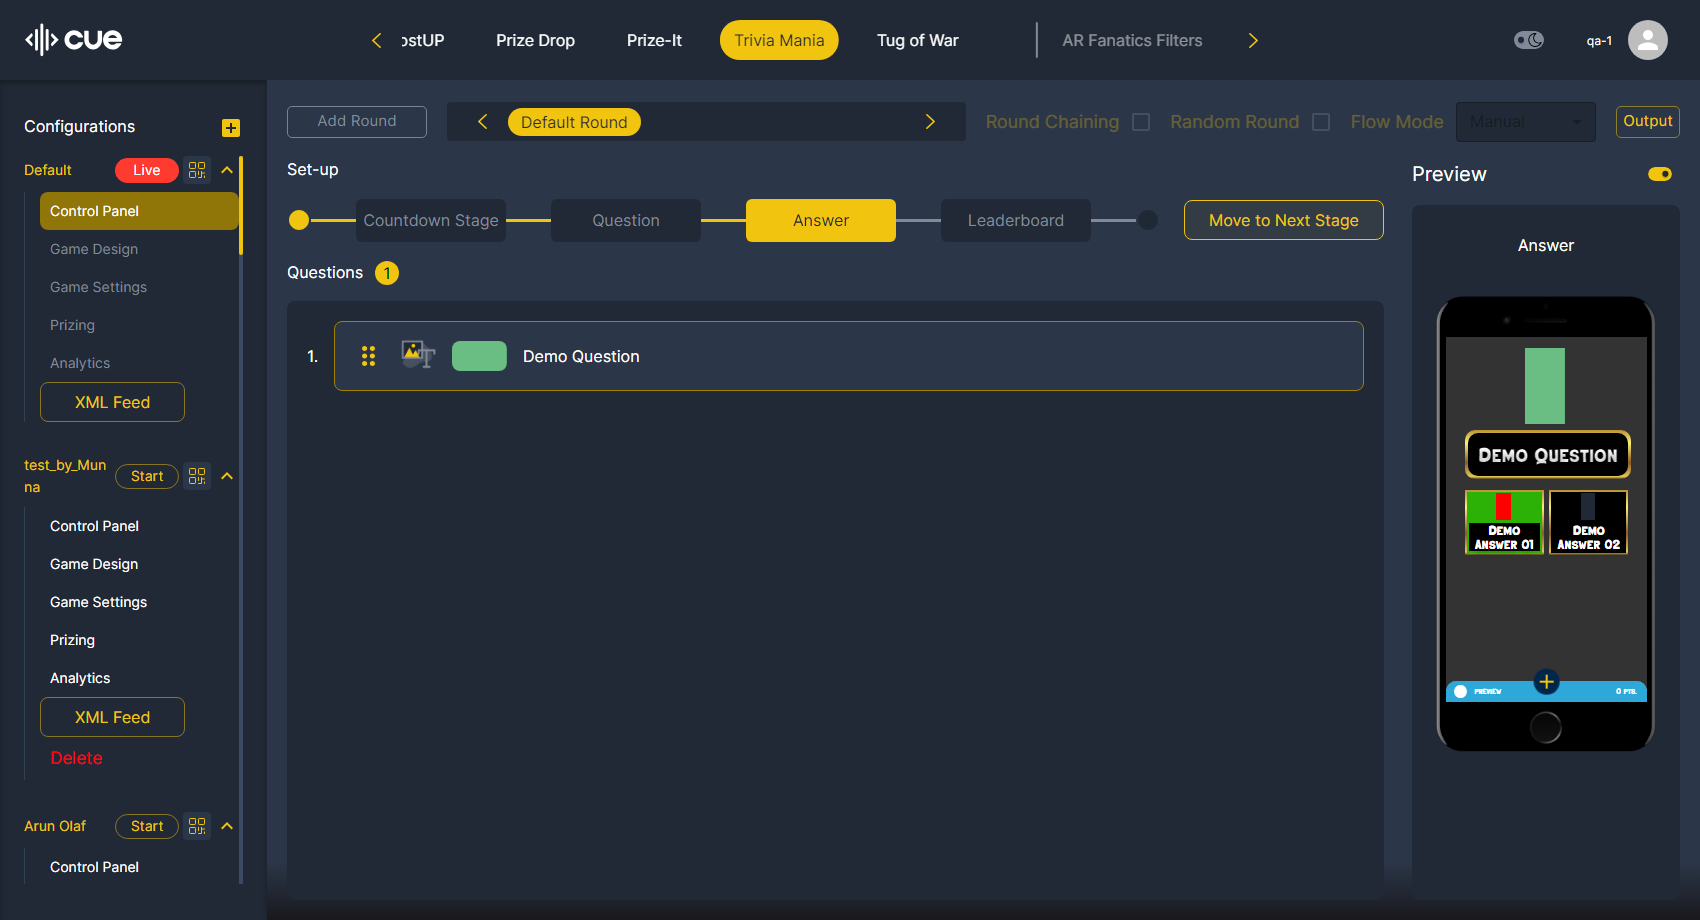 cue
ostUP
Prize Drop
Prize-It
Trivia Mania
Tug of War
AR Fanatics Filters
qa-1
Configurations
Default
Live
Control Panel
Game Design
Game Settings
Prizing
Analytics
XML Feed
test_by_Mun
na
Start
Control Panel
Game Design
Game Settings
Prizing
Analytics
XML Feed
Delete
Arun Olaf
Start
Control Panel
Add Round
Default Round
Round Chaining
Random Round
Flow Mode
Manual
Output
Set-up
Countdown Stage
Question
Answer
Leaderboard
Move to Next Stage
Questions 1
1.
Demo Question
Preview
Answer
Demo Question
Demo
Answer 01
Demo
Answer 02
PREVIEW
0 PTS.